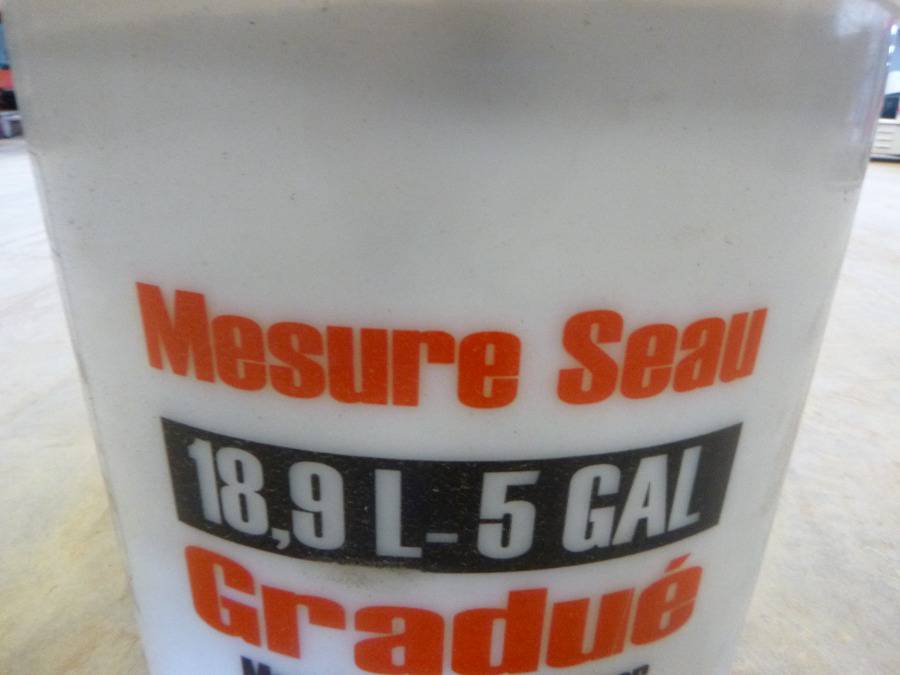 Mesure Seau
18,9 L- 5 GAL
Gradué